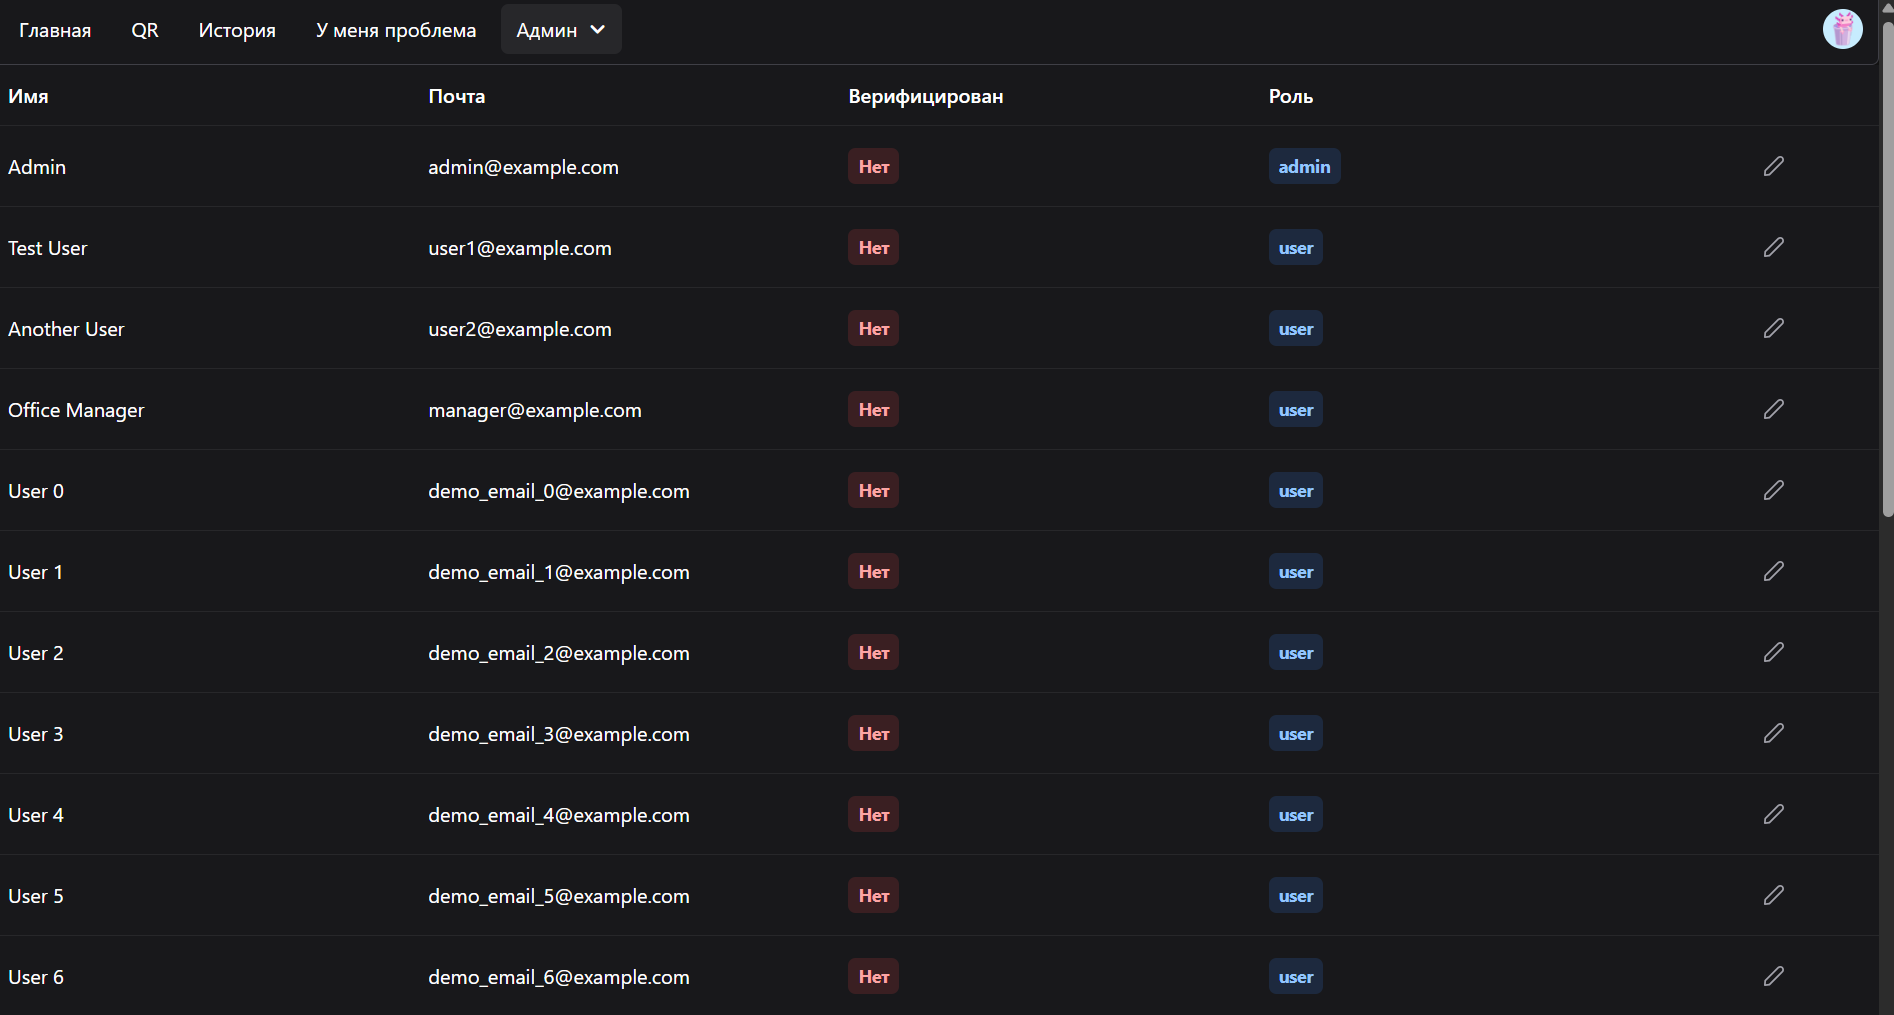 Главная QR История У меня проблема Админ
Имя Почта Верифицирован Роль
Admin admin@example.com Нет admin
Test User user1@example.com Нет user
Another User user2@example.com Нет user
Office Manager manager@example.com Нет user
User 0 demo_email_0@example.com Нет user
User 1 demo_email_1@example.com Нет user
User 2 demo_email_2@example.com Нет user
User 3 demo_email_3@example.com Нет user
User 4 demo_email_4@example.com Нет user
User 5 demo_email_5@example.com Нет user
User 6 demo_email_6@example.com Нет user